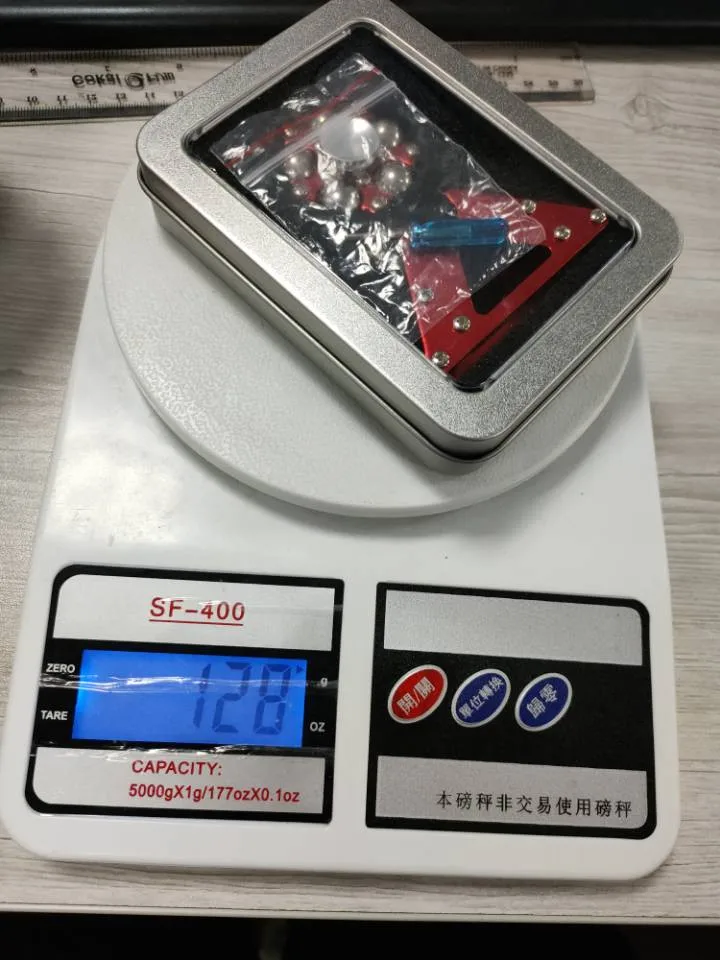 SF-400
ZERO
TARE
128
g
OZ
CAPACITY:
5000gX1g/177ozX0.1oz
開/關
單位轉換
歸零
本磅秤非交易使用磅秤